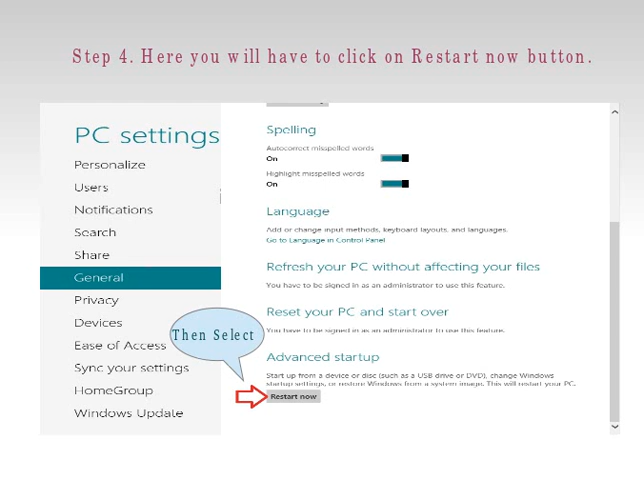 Step 4. Here you will have to click on Restart now button.
PC settings
Personalize
Users
Notifications
Search
Share
General
Privacy
Devices
Ease of Access
Sync your settings
HomeGroup
Windows Update
Then Select
Spelling
Autocorrect misspelled words
On
Highlight misspelled words
On
Language
Add or change input methods, keyboard layouts, and languages.
Go to Language in Control Panel
Refresh your PC without affecting your files
You have to be signed in as an administrator to use this feature.
Reset your PC and start over
You have to be signed in as an administrator to use this feature.
Advanced startup
Start up from a device or disc (such as a USB drive or DVD), change Windows
startup settings, or restore Windows from a system image. This will restart your PC.
Restart now